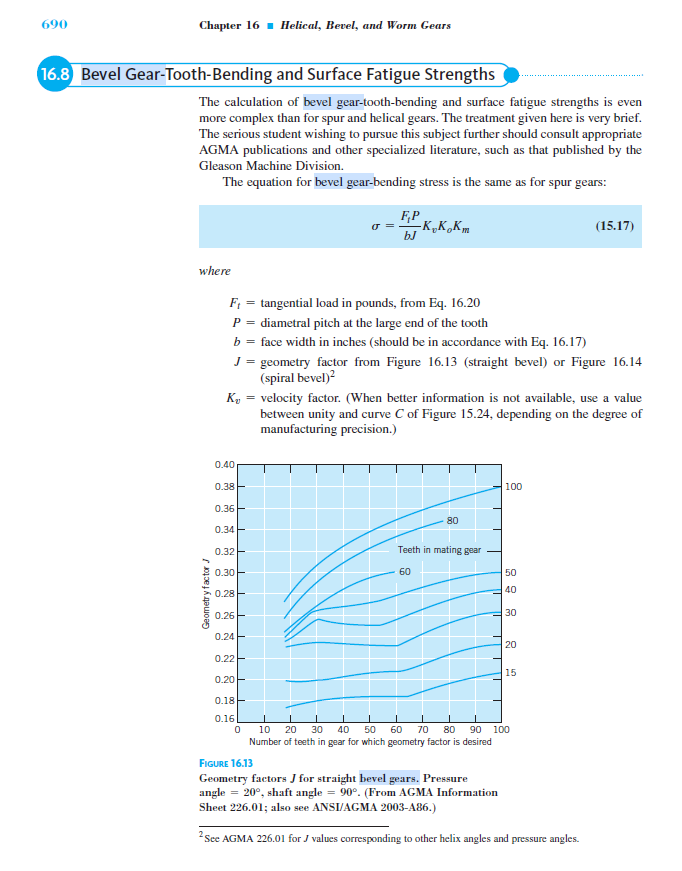 690
Chapter 16 ■ Helical, Bevel, and Worm Gears
16.8 Bevel Gear-Tooth-Bending and Surface Fatigue Strengths
The calculation of bevel gear-tooth-bending and surface fatigue strengths is even
more complex than for spur and helical gears. The treatment given here is very brief.
The serious student wishing to pursue this subject further should consult appropriate
AGMA publications and other specialized literature, such as that published by the
Gleason Machine Division.
The equation for bevel gear-bending stress is the same as for spur gears:
σ = FₜP/bJ KᵥKₒKₘ (15.17)
where
Fₜ = tangential load in pounds, from Eq. 16.20
P = diametral pitch at the large end of the tooth
b = face width in inches (should be in accordance with Eq. 16.17)
J = geometry factor from Figure 16.13 (straight bevel) or Figure 16.14
(spiral bevel)²
Kᵥ = velocity factor. (When better information is not available, use a value
between unity and curve C of Figure 15.24, depending on the degree of
manufacturing precision.)
0.40
0.38
0.36
0.34
0.32
0.30
0.28
0.26
0.24
0.22
0.20
0.18
0.16
Geometry factor J
100
80
Teeth in mating gear
60
50
40
30
20
15
0 10 20 30 40 50 60 70 80 90 100
Number of teeth in gear for which geometry factor is desired
FIGURE 16.13
Geometry factors J for straight bevel gears. Pressure
angle = 20°, shaft angle = 90°. (From AGMA Information
Sheet 226.01; also see ANSI/AGMA 2003-A86.)
² See AGMA 226.01 for J values corresponding to other helix angles and pressure angles.